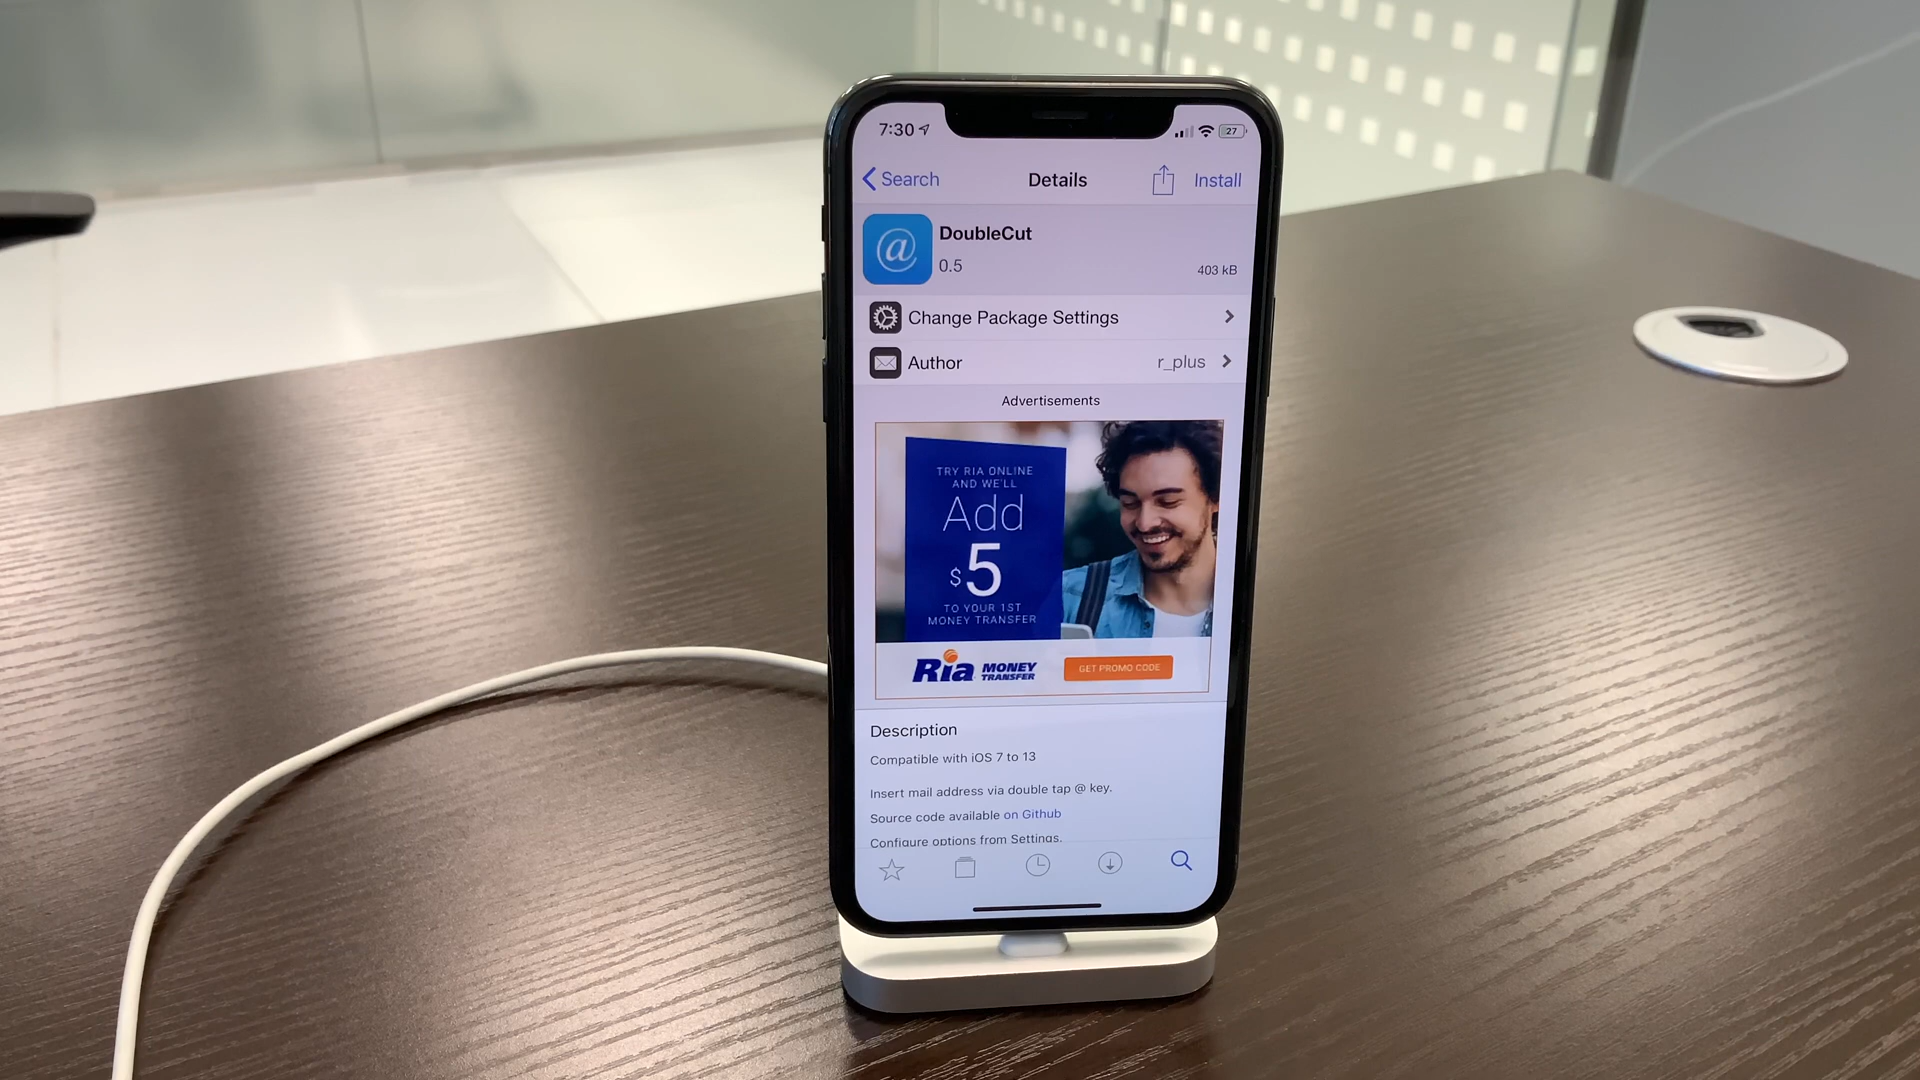 7:30
27
Search
Details
Install
DoubleCut
0.5
403 kB
Change Package Settings
Author
r_plus
Advertisements
TRY RIA ONLINE
AND WE'LL
Add
$5
TO YOUR 1ST
MONEY TRANSFER
Ria MONEY
TRANSFER
GET PROMO CODE
Description
Compatible with iOS 7 to 13
Insert mail address via double tap @ key.
Source code available on Github
Configure options from Settings.